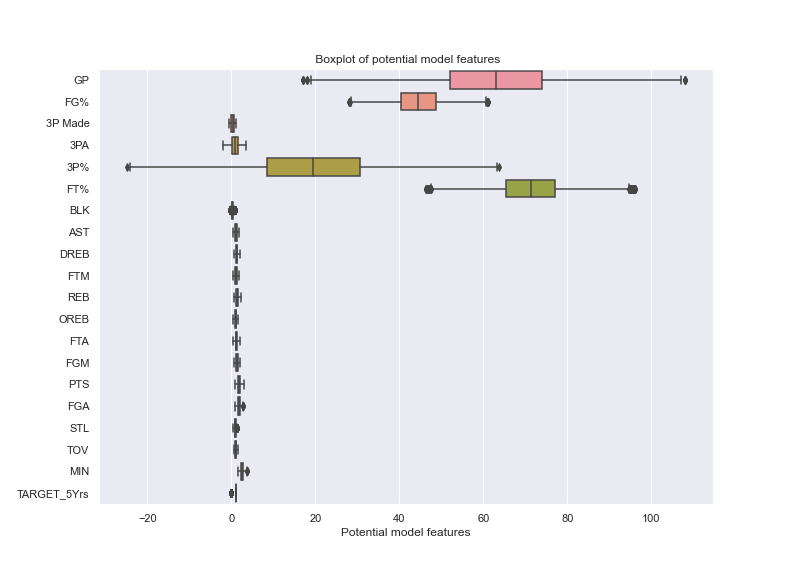 Boxplot of potential model features
GP
FG%
3P Made
3PA
3P%
FT%
BLK
AST
DREB
FTM
REB
OREB
FTA
FGM
PTS
FGA
STL
TOV
MIN
TARGET_5Yrs
−20 0 20 40 60 80 100
Potential model features